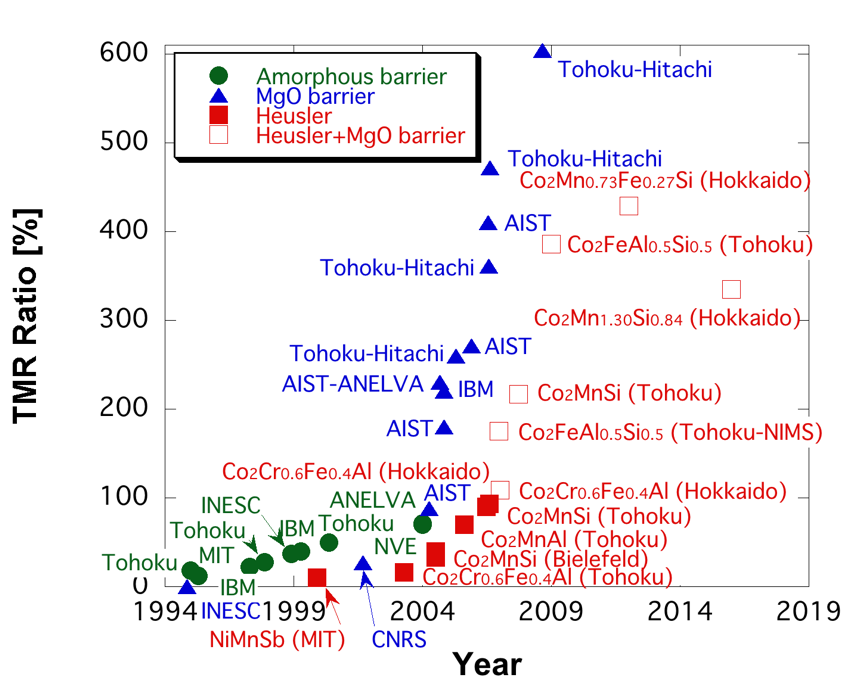 600
Tohoku-Hitachi
Amorphous barrier
MgO barrier
Heusler
Heusler+MgO barrier
500
Tohoku-Hitachi
Co2Mn0.73Fe0.27Si (Hokkaido)
400
AIST
Co2FeAl0.5Si0.5 (Tohoku)
Tohoku-Hitachi
TMR Ratio [%]
300
Co2Mn1.30Si0.84 (Hokkaido)
Tohoku-Hitachi
AIST
AIST-ANELVA
IBM
Co2MnSi (Tohoku)
200
AIST
Co2FeAl0.5Si0.5 (Tohoku-NIMS)
Co2Cr0.6Fe0.4Al (Hokkaido)
100
INESC
ANELVA
AIST
Co2Cr0.6Fe0.4Al (Hokkaido)
Tohoku
IBM
Tohoku
Co2MnSi (Tohoku)
MIT
NVE
Co2MnAl (Tohoku)
Tohoku
Co2MnSi (Bielefeld)
Co2Cr0.6Fe0.4Al (Tohoku)
0
IBM
1994
INESC
1999
2004
2009
2014
2019
NiMnSb (MIT)
CNRS
Year